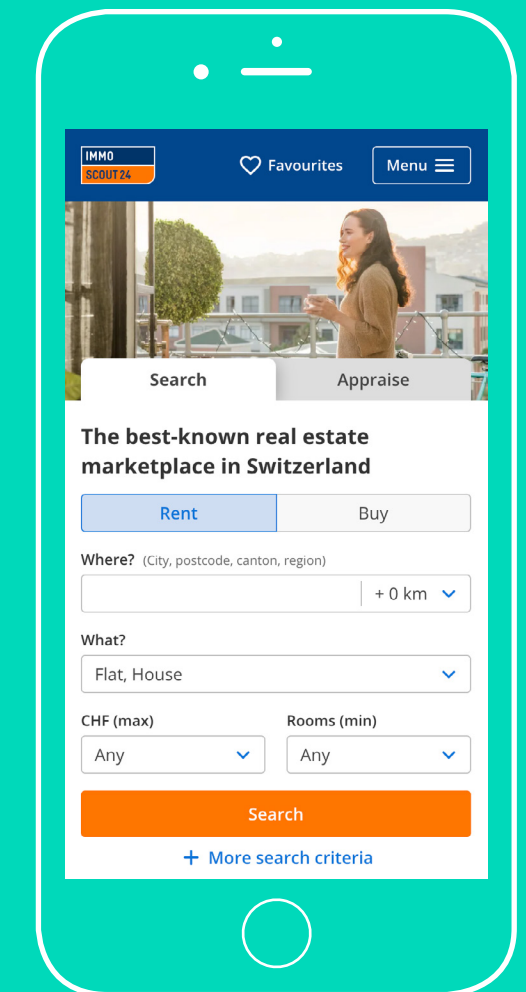 IMMO
SCOUT24
Favourites
Menu
Search
Appraise
The best-known real estate
marketplace in Switzerland
Rent
Buy
Where? (City, postcode, canton, region)
+ 0 km
What?
Flat, House
CHF (max)
Rooms (min)
Any
Any
Search
+ More search criteria